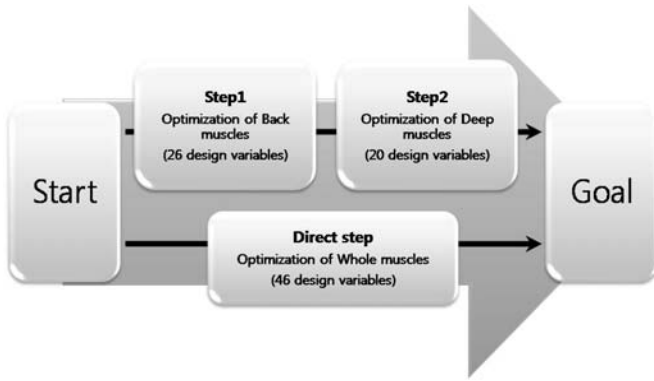 Start
Step1
Optimization of Back
muscles
(26 design variables)
Step2
Optimization of Deep
muscles
(20 design variables)
Direct step
Optimization of Whole muscles
(46 design variables)
Goal